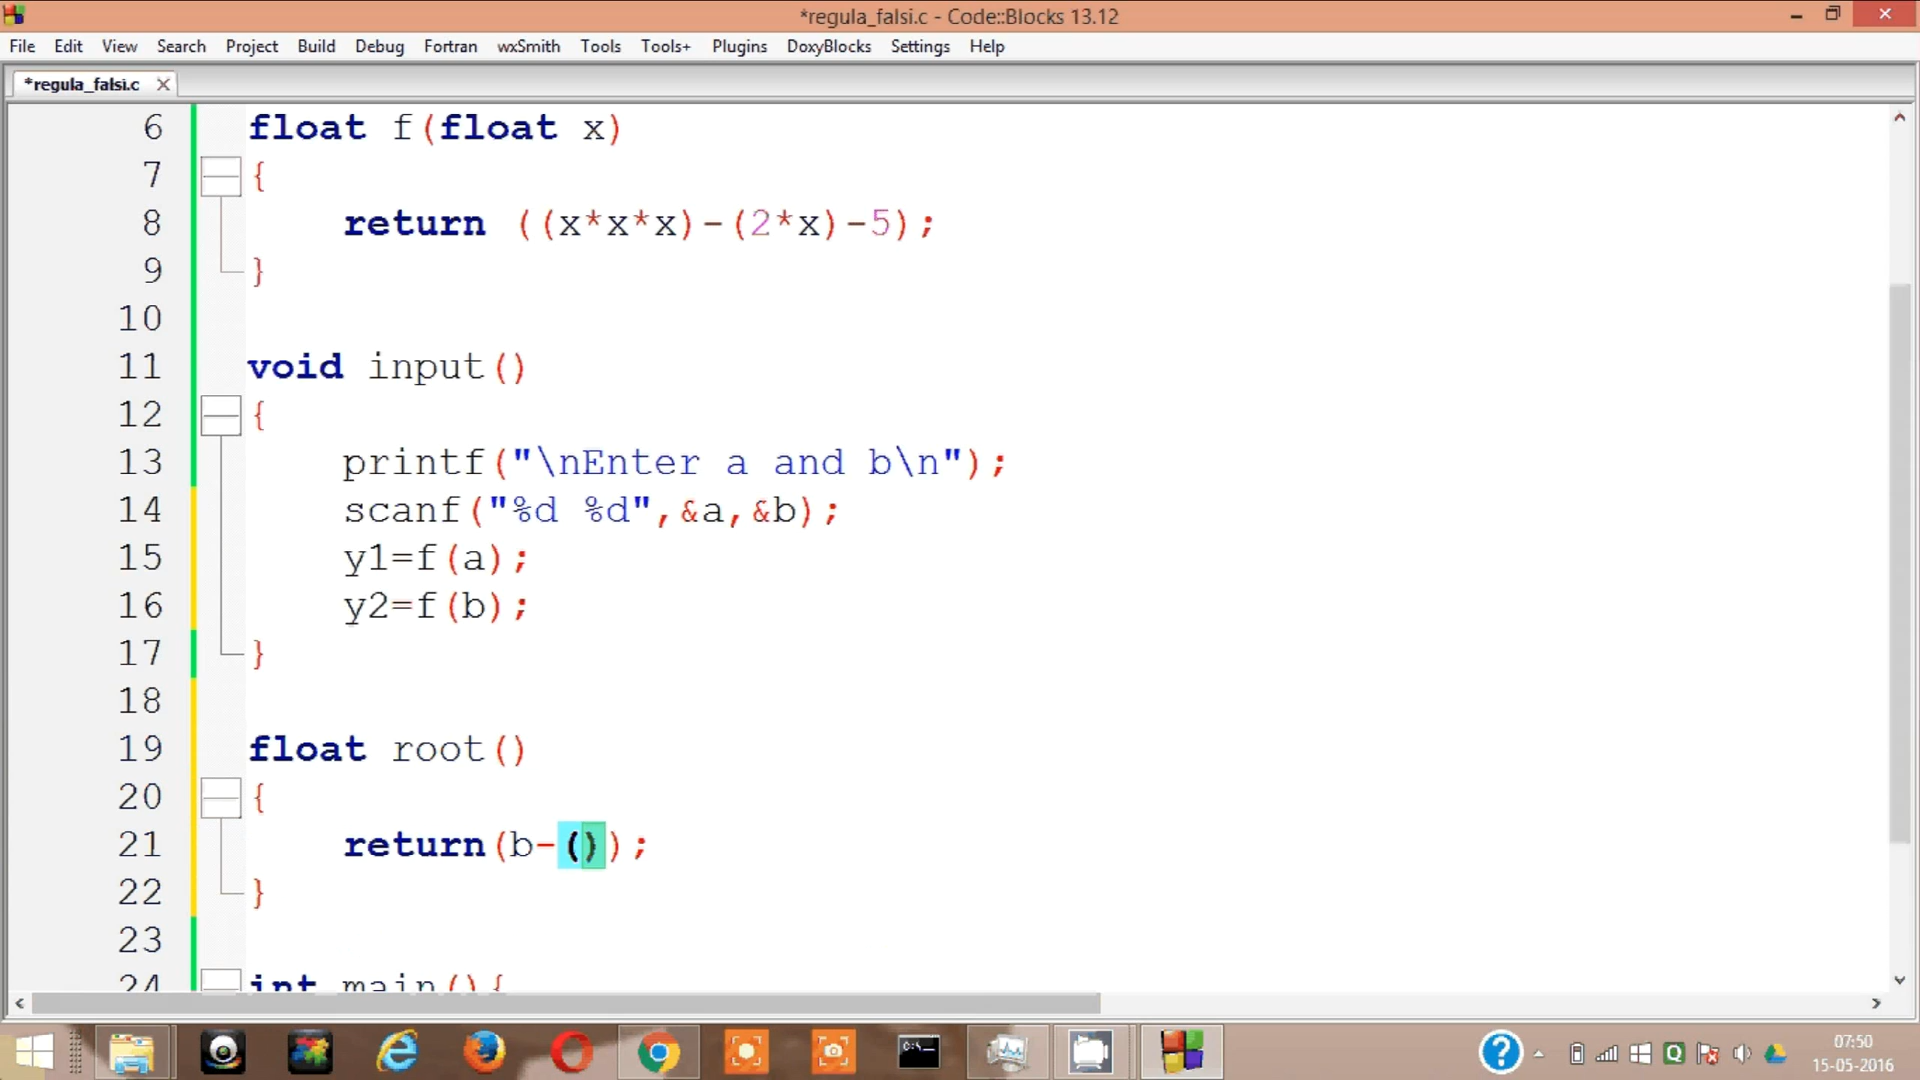 *regula_falsi.c - Code::Blocks 13.12
File Edit View Search Project Build Debug Fortran wxSmith Tools Tools+ Plugins DoxyBlocks Settings Help
*regula_falsi.c
6 float f(float x)
7 {
8 return ((x*x*x)-(2*x)-5);
9 }
10
11 void input()
12 {
13 printf("\nEnter a and b\n");
14 scanf("%d %d",&a,&b);
15 y1=f(a);
16 y2=f(b);
17 }
18
19 float root()
20 {
21 return(b-());
22 }
23
24 int main(){
07:50
15-05-2016